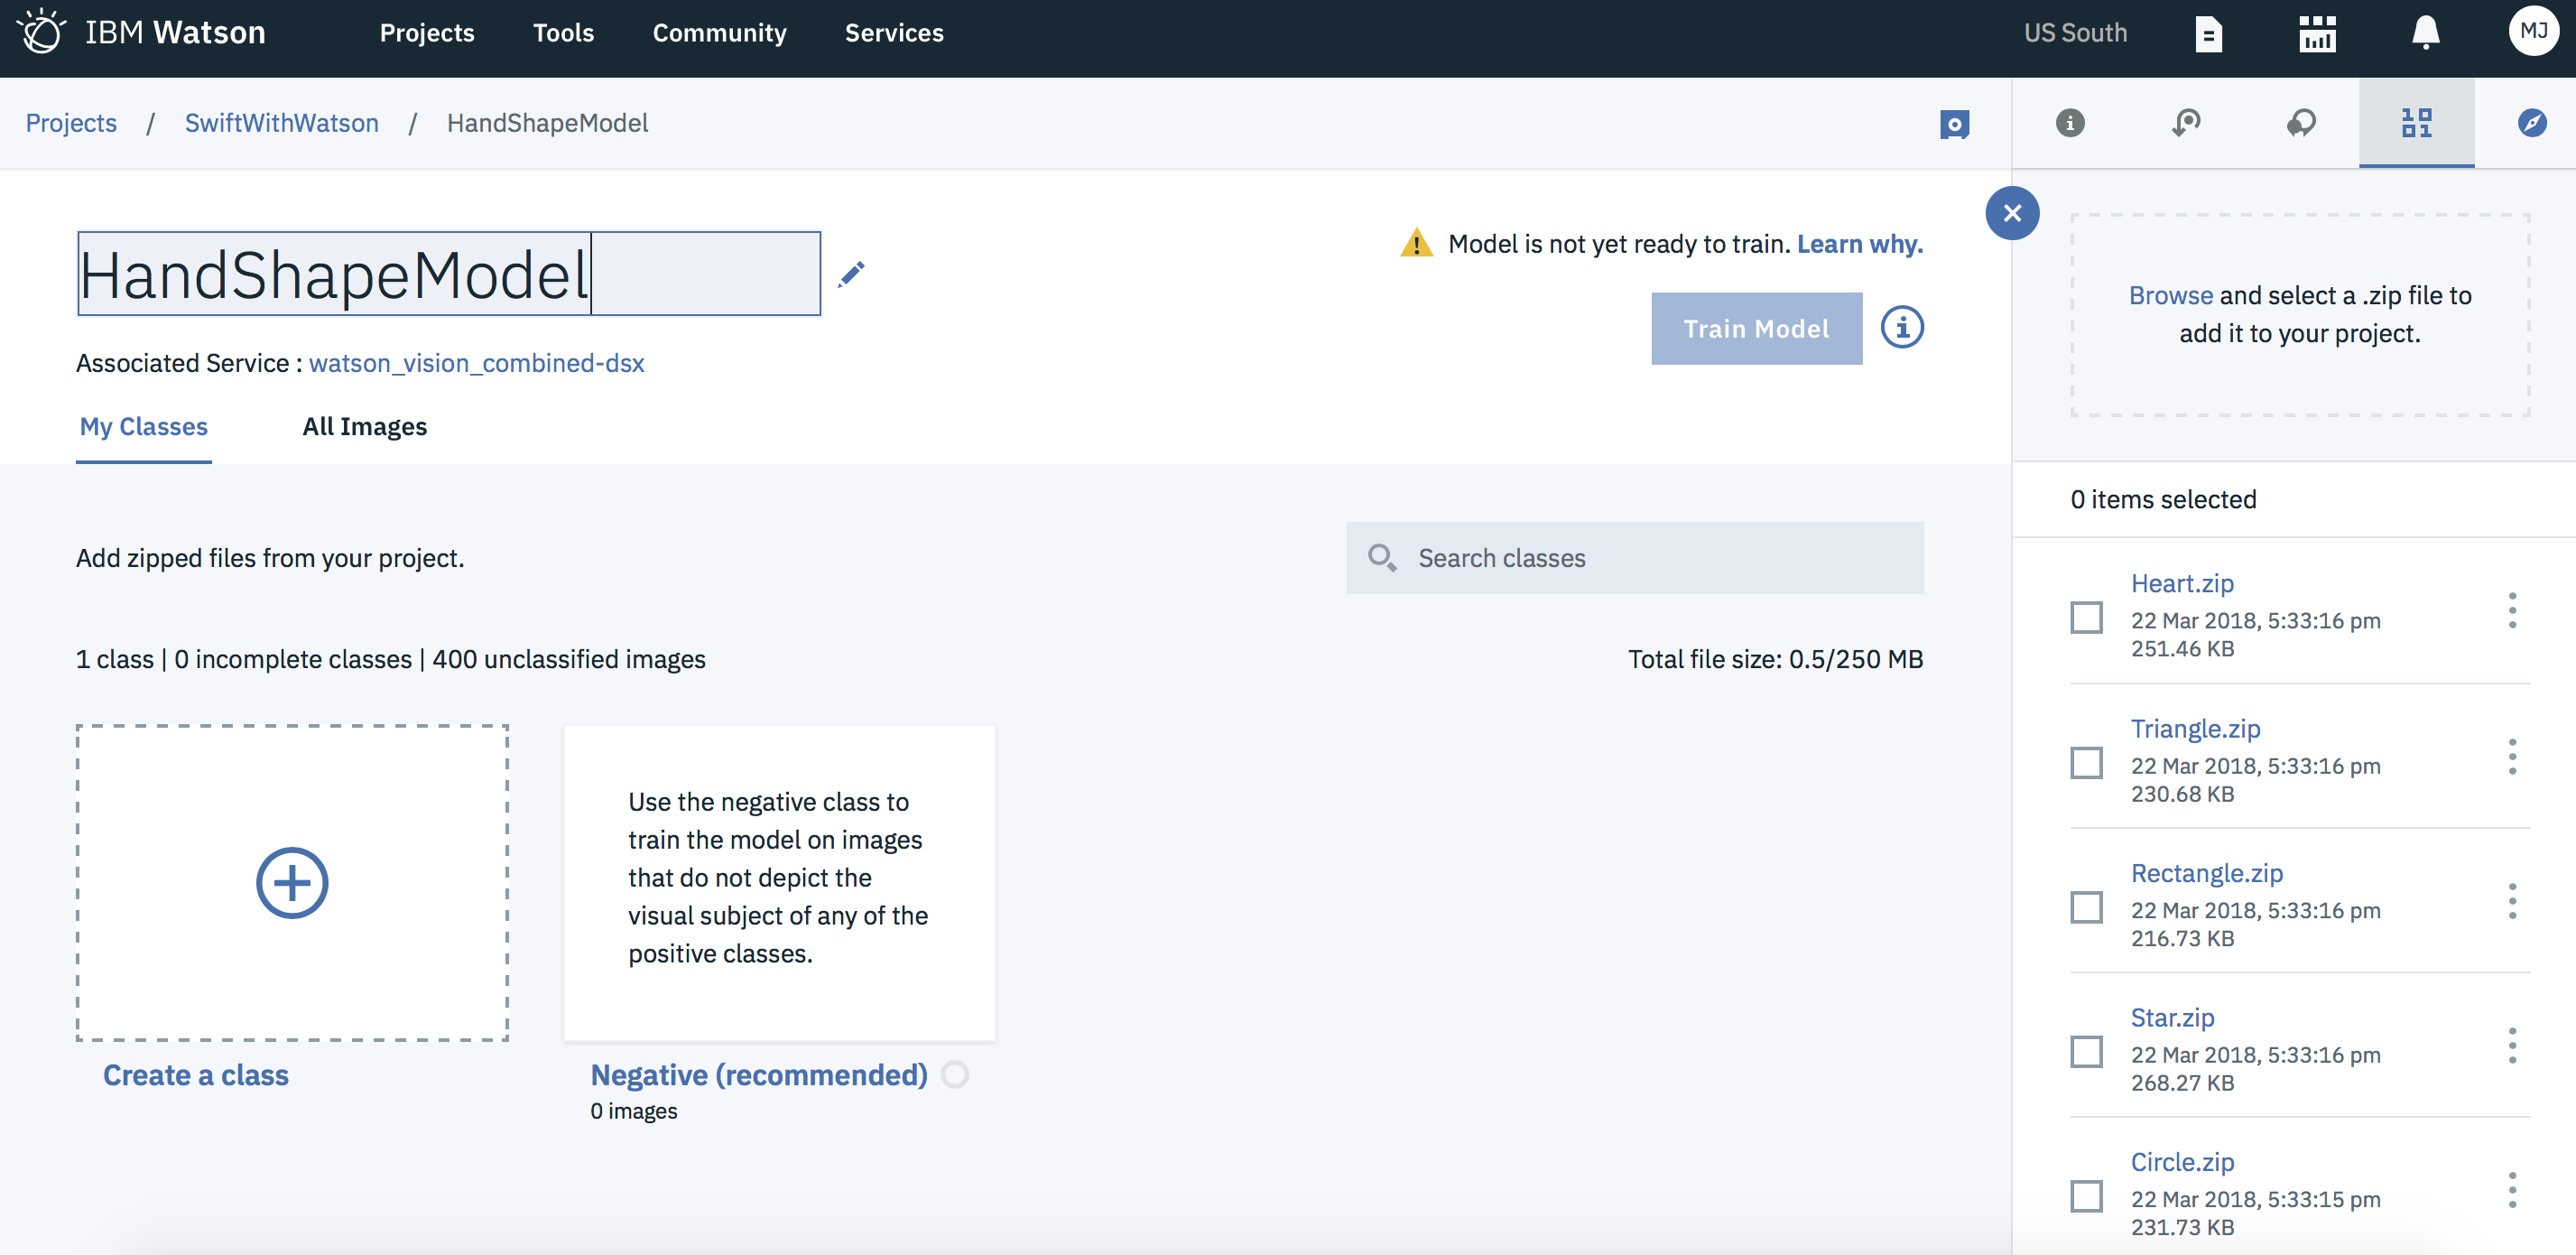 IBM Watson
Projects
Tools
Community
Services
US South
MJ
Projects / SwiftWithWatson / HandShapeModel
HandShapeModel
Associated Service : watson_vision_combined-dsx
Model is not yet ready to train. Learn why.
Train Model
My Classes
All Images
Add zipped files from your project.
Search classes
1 class | 0 incomplete classes | 400 unclassified images
Total file size: 0.5/250 MB
Create a class
Use the negative class to
train the model on images
that do not depict the
visual subject of any of the
positive classes.
Negative (recommended)
0 images
Browse and select a .zip file to
add it to your project.
0 items selected
Heart.zip
22 Mar 2018, 5:33:16 pm
251.46 KB
Triangle.zip
22 Mar 2018, 5:33:16 pm
230.68 KB
Rectangle.zip
22 Mar 2018, 5:33:16 pm
216.73 KB
Star.zip
22 Mar 2018, 5:33:16 pm
268.27 KB
Circle.zip
22 Mar 2018, 5:33:15 pm
231.73 KB